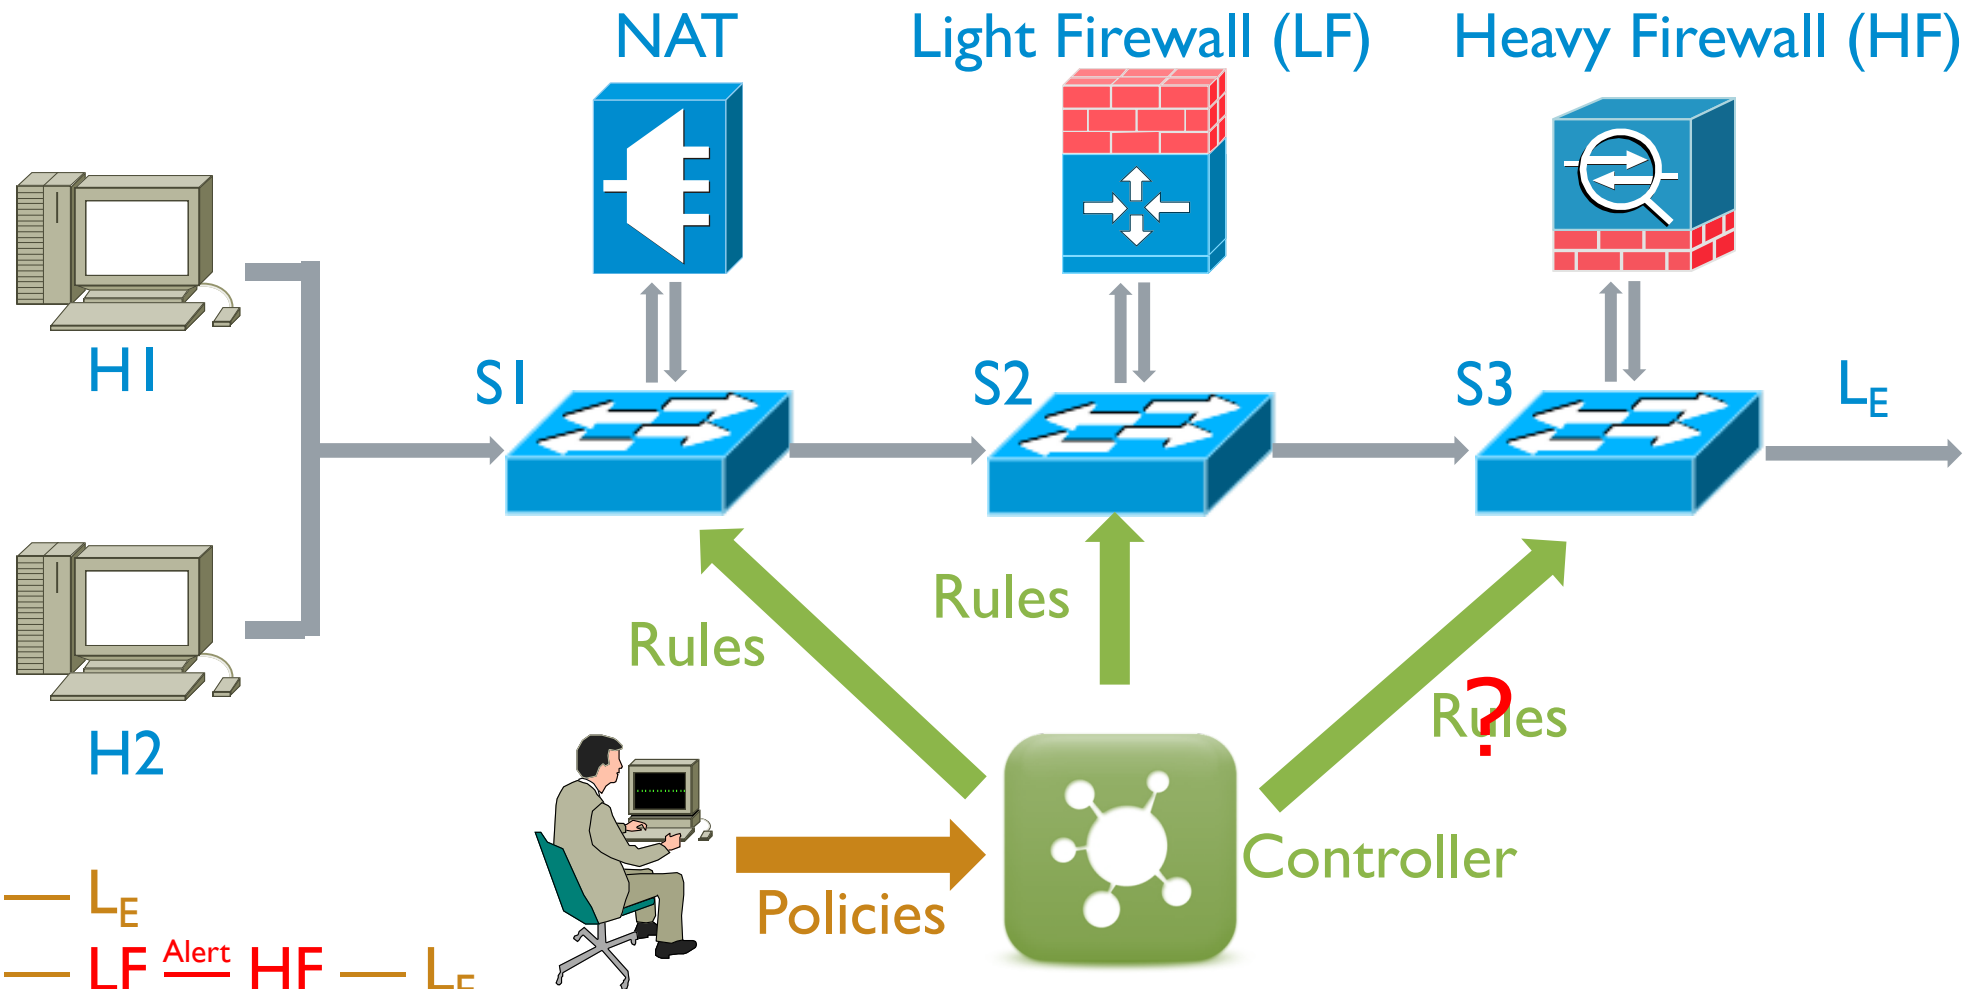 NAT
Light Firewall (LF)
Heavy Firewall (HF)
H1
S1
S2
S3
LE
Rules
Rules
Rules
?
H2
Controller
Policies
LE
LF Alert HF LE